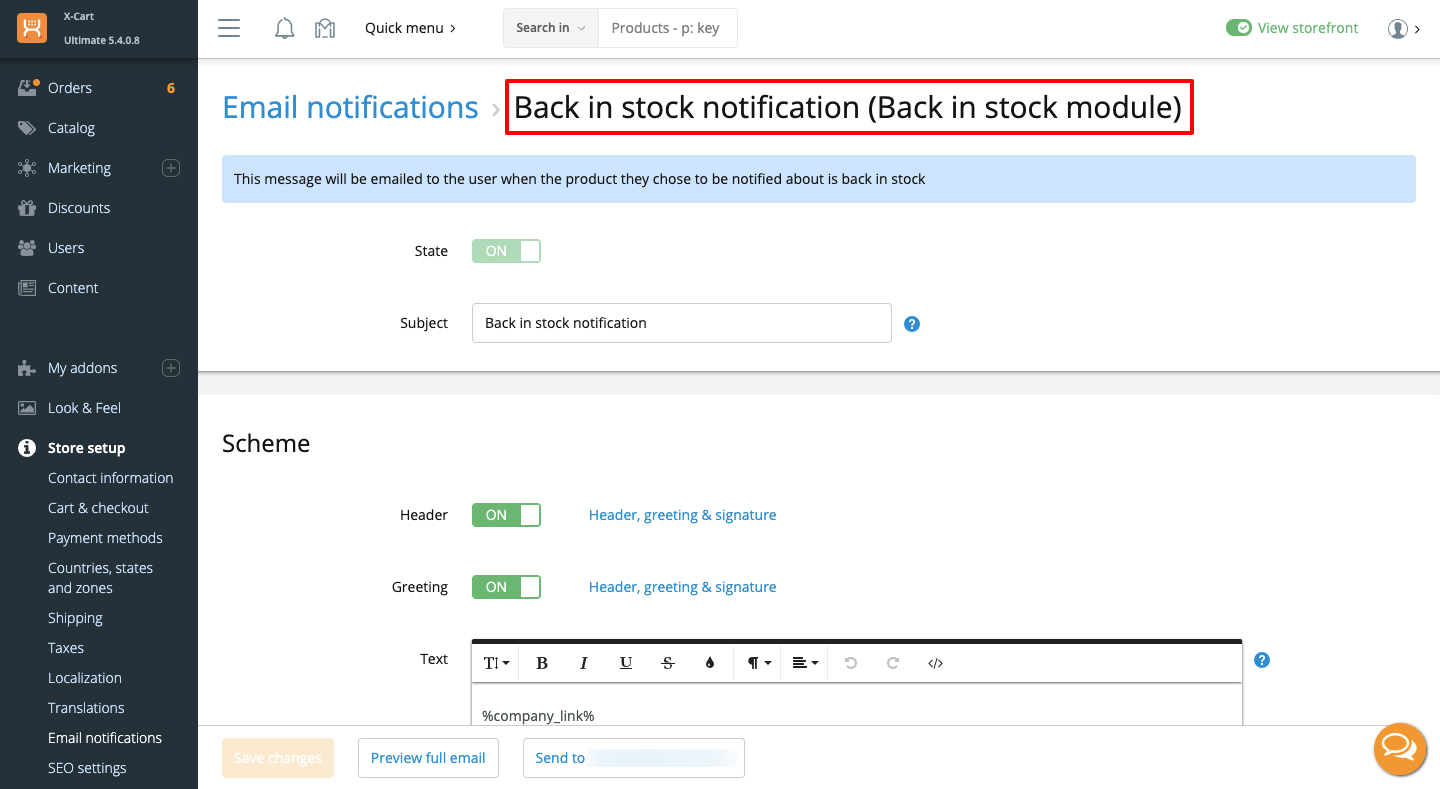 X-Cart
Ultimate 5.4.0.8
Quick menu
Search in
Products - p: key
View storefront
Orders 6
Catalog
Marketing
Discounts
Users
Content
My addons
Look & Feel
Store setup
Contact information
Cart & checkout
Payment methods
Countries, states
and zones
Shipping
Taxes
Localization
Translations
Email notifications
SEO settings
Email notifications › Back in stock notification (Back in stock module)
This message will be emailed to the user when the product they chose to be notified about is back in stock
State ON
Subject Back in stock notification ?
Scheme
Header ON Header, greeting & signature
Greeting ON Header, greeting & signature
Text T B I U S ¶ </> ?
%company_link%
Save changes Preview full email Send to